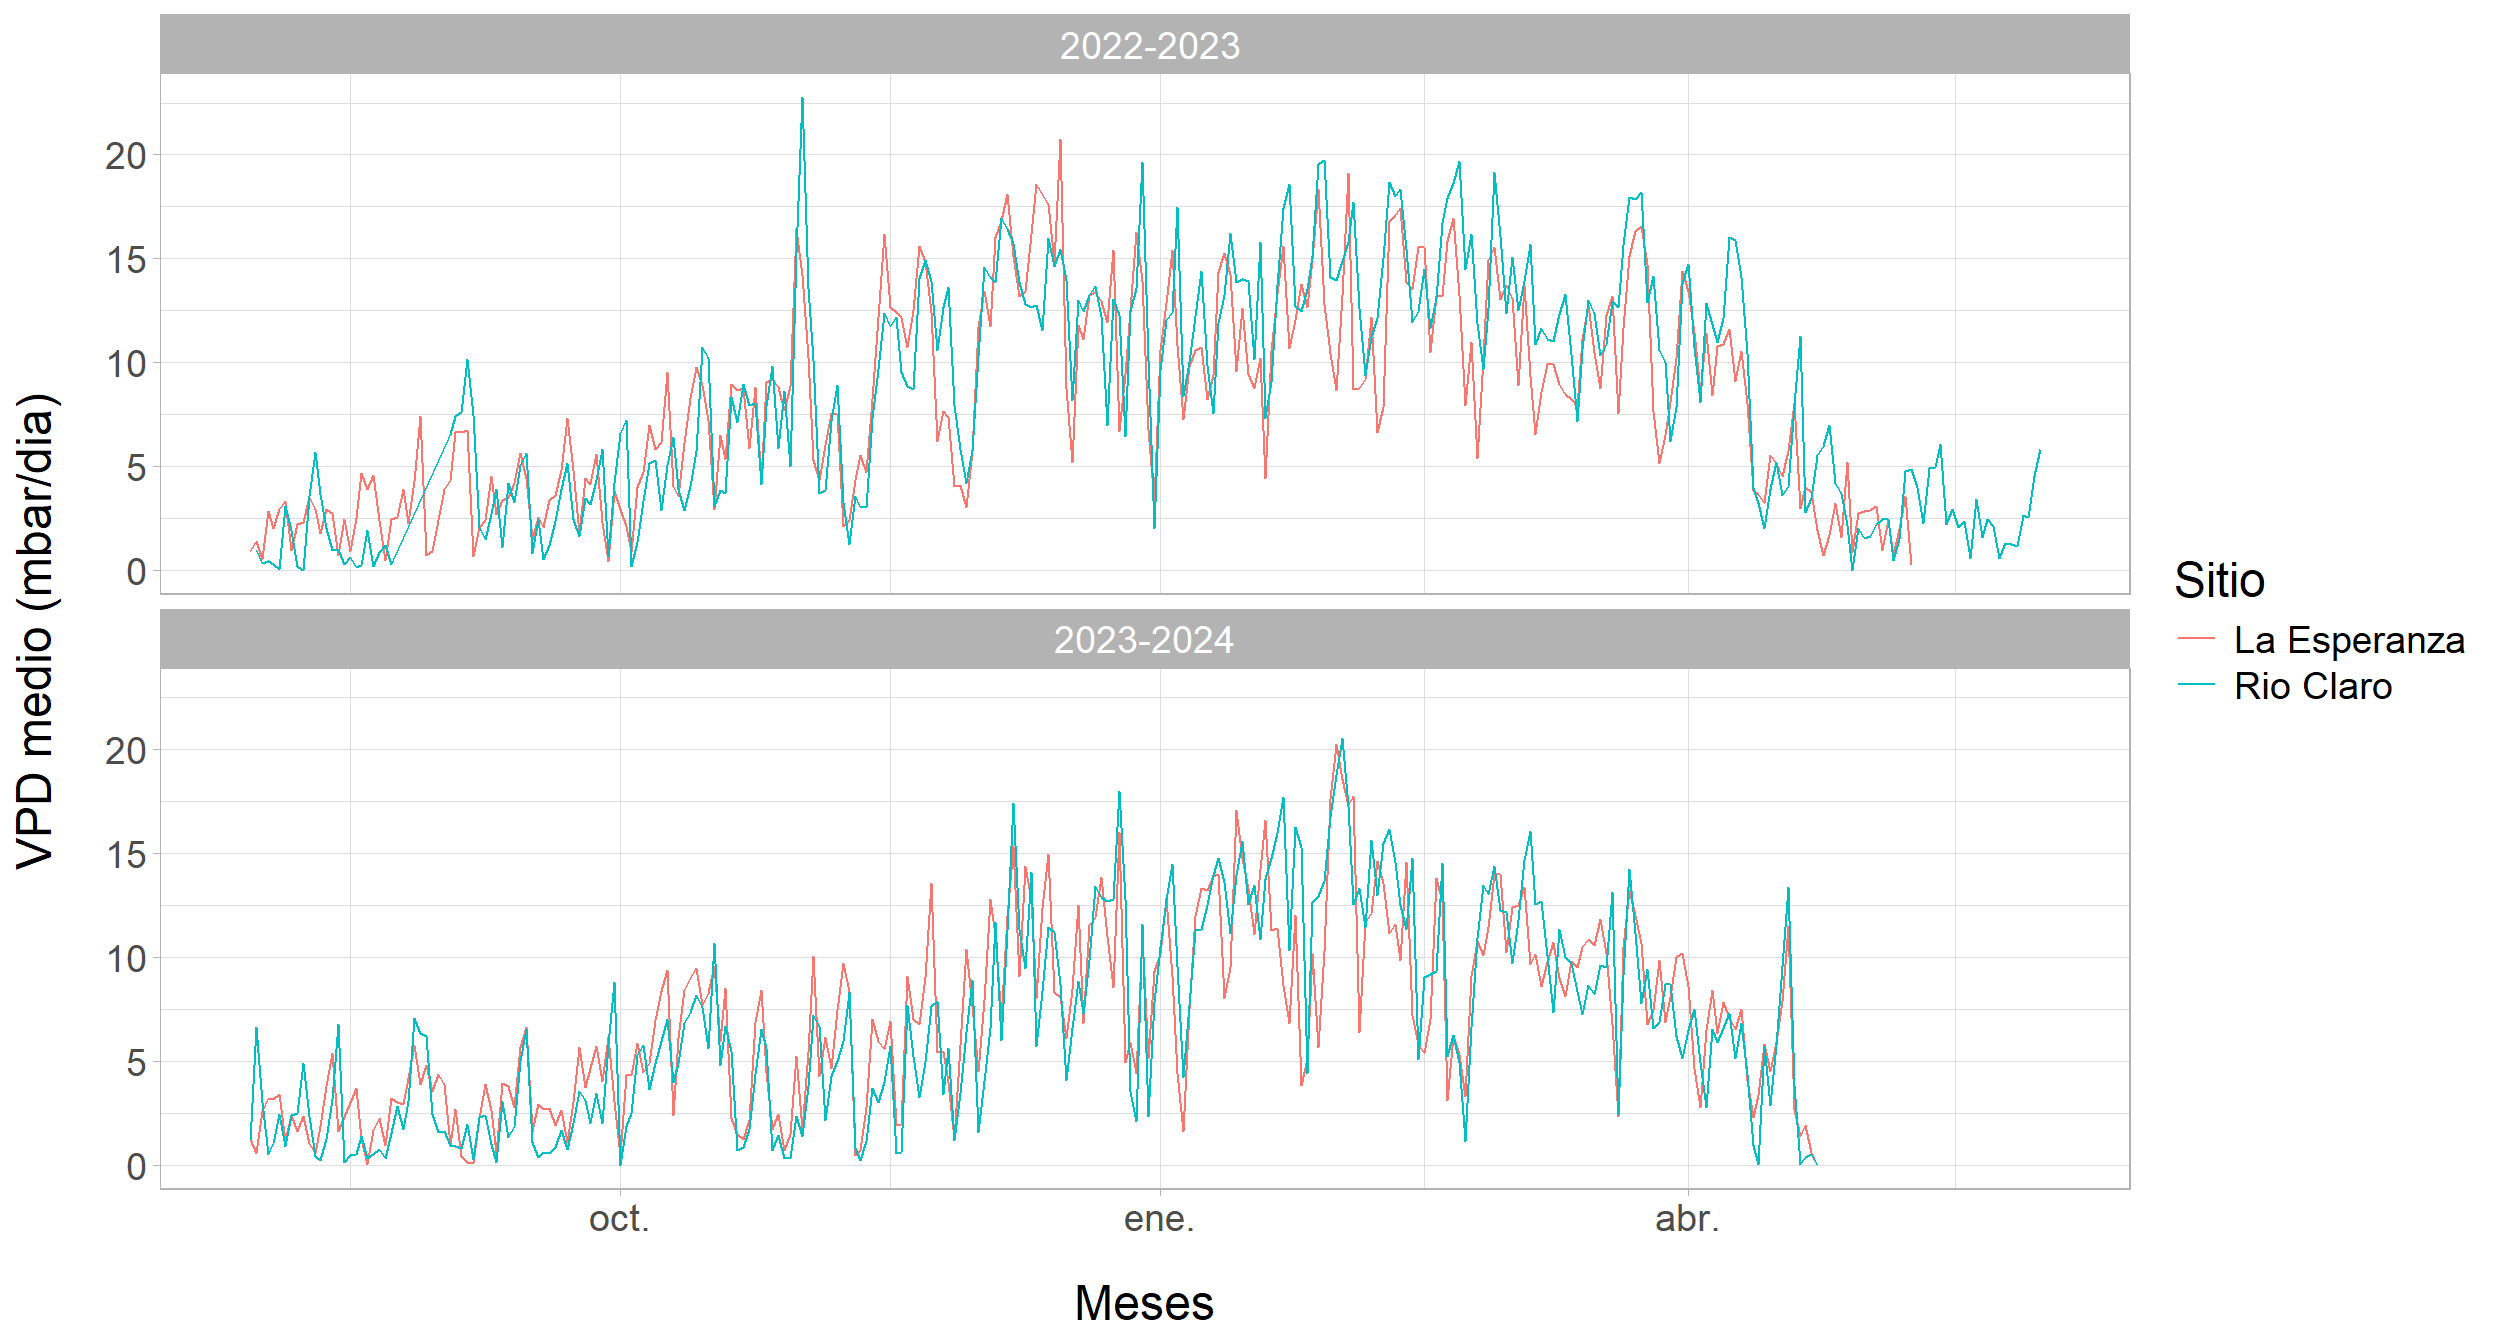 2022-2023
20
15
10
5
0
2023-2024
20
15
10
5
0
oct.
ene.
abr.
Meses
VPD medio (mbar/dia)
Sitio
La Esperanza
Rio Claro